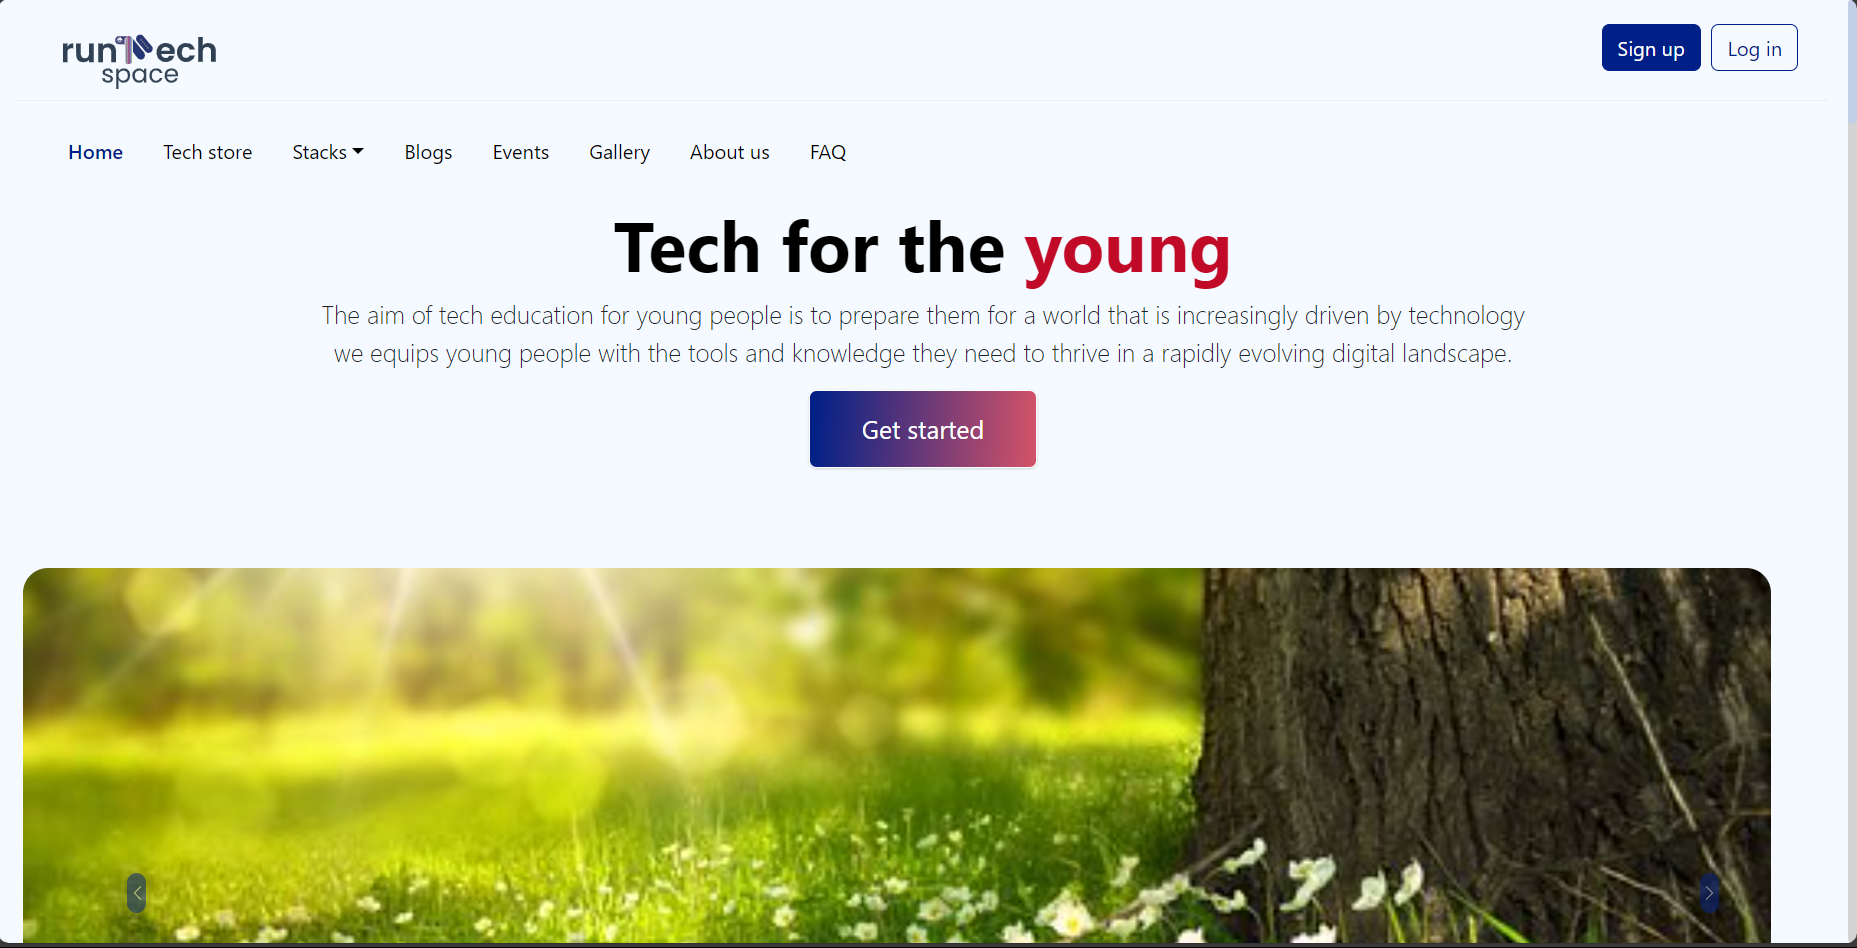 runTech
space
Sign up
Log in
Home
Tech store
Stacks
Blogs
Events
Gallery
About us
FAQ
Tech for the young
The aim of tech education for young people is to prepare them for a world that is increasingly driven by technology
we equips young people with the tools and knowledge they need to thrive in a rapidly evolving digital landscape.
Get started